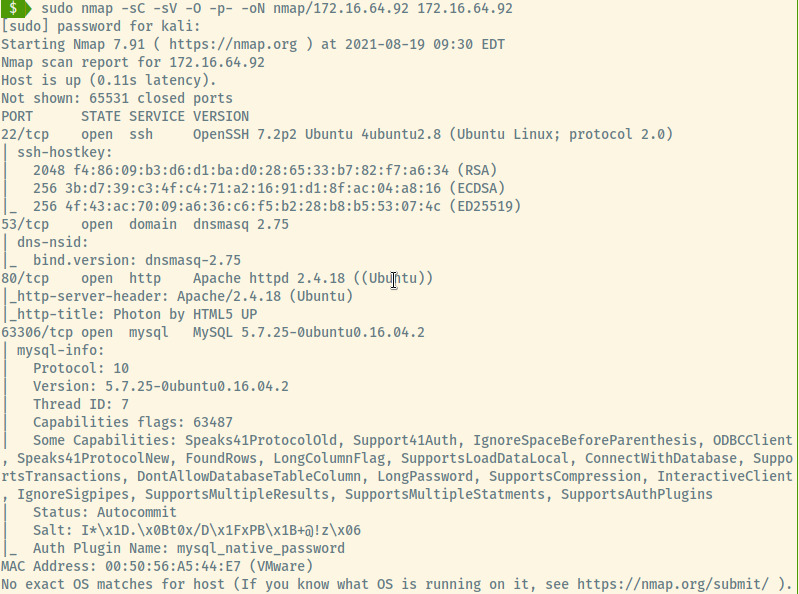 $ sudo nmap -sC -sV -O -p- -oN nmap/172.16.64.92 172.16.64.92
[sudo] password for kali:
Starting Nmap 7.91 ( https://nmap.org ) at 2021-08-19 09:30 EDT
Nmap scan report for 172.16.64.92
Host is up (0.11s latency).
Not shown: 65531 closed ports
PORT      STATE SERVICE VERSION
22/tcp    open  ssh     OpenSSH 7.2p2 Ubuntu 4ubuntu2.8 (Ubuntu Linux; protocol 2.0)
| ssh-hostkey:
|   2048 f4:86:09:b3:d6:d1:ba:d0:28:65:33:b7:82:f7:a6:34 (RSA)
|   256 3b:d7:39:c3:4f:c4:71:a2:16:91:d1:8f:ac:04:a8:16 (ECDSA)
|_  256 4f:43:ac:70:09:a6:36:c6:f5:b2:28:b8:b5:53:07:4c (ED25519)
53/tcp    open  domain  dnsmasq 2.75
| dns-nsid:
|_  bind.version: dnsmasq-2.75
80/tcp    open  http    Apache httpd 2.4.18 ((Ubuntu))
|_http-server-header: Apache/2.4.18 (Ubuntu)
|_http-title: Photon by HTML5 UP
63306/tcp open  mysql   MySQL 5.7.25-0ubuntu0.16.04.2
| mysql-info:
|   Protocol: 10
|   Version: 5.7.25-0ubuntu0.16.04.2
|   Thread ID: 7
|   Capabilities flags: 63487
|   Some Capabilities: Speaks41ProtocolOld, Support41Auth, IgnoreSpaceBeforeParenthesis, ODBCClient
, Speaks41ProtocolNew, FoundRows, LongColumnFlag, SupportsLoadDataLocal, ConnectWithDatabase, Suppo
rtsTransactions, DontAllowDatabaseTableColumn, LongPassword, SupportsCompression, InteractiveClient
, IgnoreSigpipes, SupportsMultipleResults, SupportsMultipleStatments, SupportsAuthPlugins
|   Status: Autocommit
|   Salt: I*\x1D.\x0Bt0x/D\x1FxPB\x1B+@!z\x06
|_  Auth Plugin Name: mysql_native_password
MAC Address: 00:50:56:A5:44:E7 (VMware)
No exact OS matches for host (If you know what OS is running on it, see https://nmap.org/submit/ ).